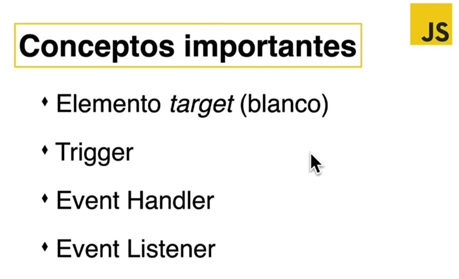 JS
Conceptos importantes
Elemento target (blanco)
Trigger
Event Handler
Event Listener